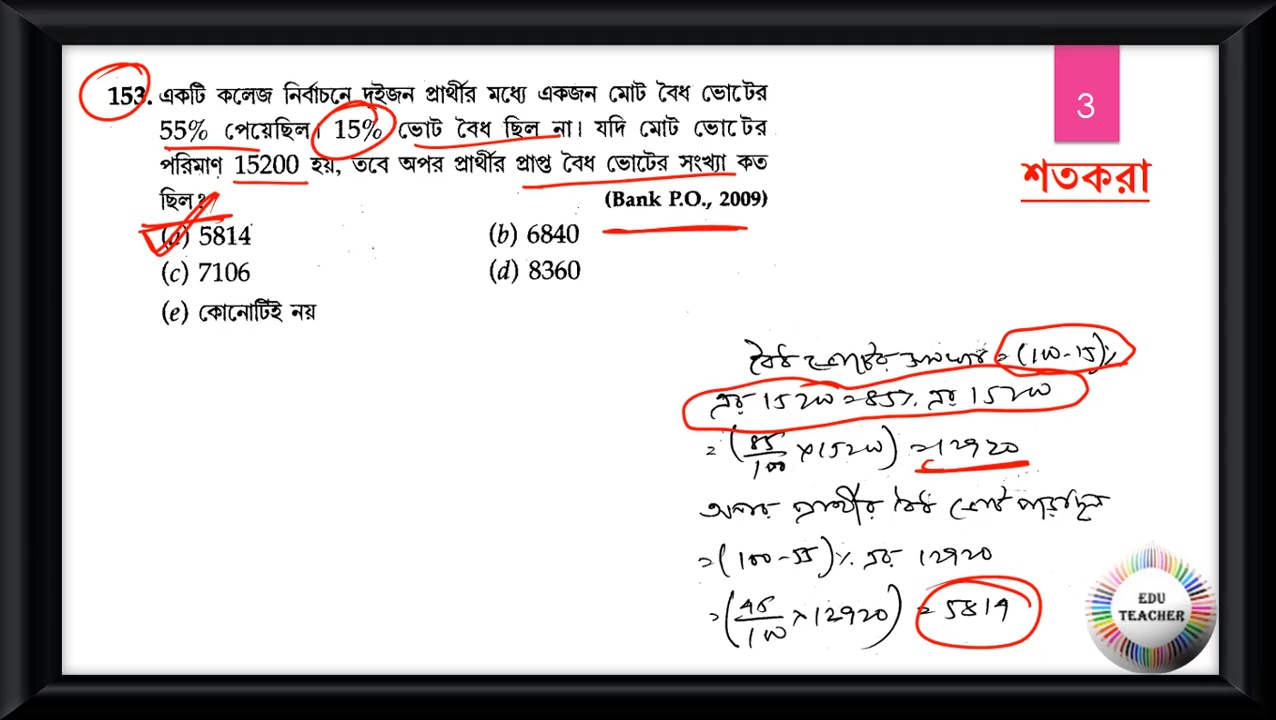 153. একটি কলেজ নির্বাচনে দুইজন প্রার্থীর মধ্যে একজন মোট বৈধ ভোটের
55% পেয়েছিল। 15% ভোট বৈধ ছিল না। যদি মোট ভোটের
পরিমাণ 15200 হয়, তবে অপর প্রার্থীর প্রাপ্ত বৈধ ভোটের সংখ্যা কত
ছিল?
(Bank P.O., 2009)
(a) 5814
(b) 6840
(c) 7106
(d) 8360
(e) কোনোটিই নয়
3
শতকরা
বৈধ ভোটের = (100-15)%
এর 15200 = 85% এর 15200
= (85/100 × 15200) = 12920
অপর প্রার্থীর বৈধ ভোট
= (100-55)% এর 12920
= (45/100 × 12920) = 5814
EDU
TEACHER